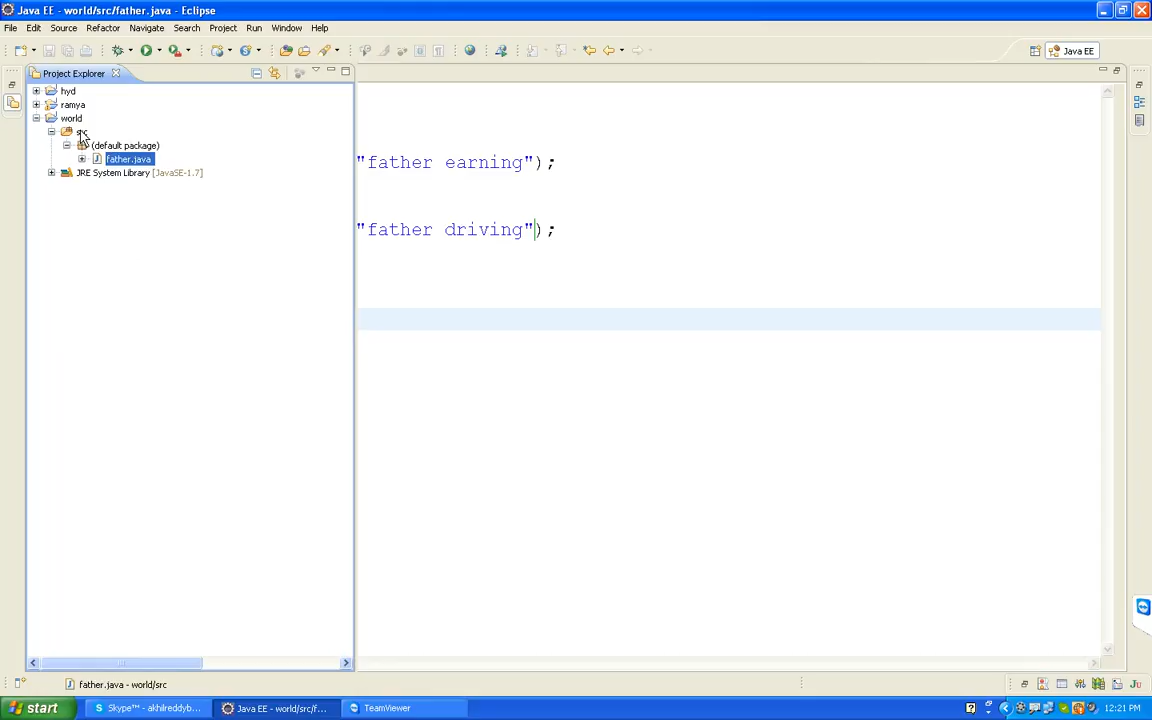 Java EE - world/src/father.java - Eclipse
File Edit Source Refactor Navigate Search Project Run Window Help
Java EE
Project Explorer
hyd
ramya
world
src
(default package)
father.java
JRE System Library [JavaSE-1.7]
"father earning");
"father driving");
father.java - world/src
start
Skype™ - akhilreddyb...
Java EE - world/src/f...
TeamViewer
12:21 PM